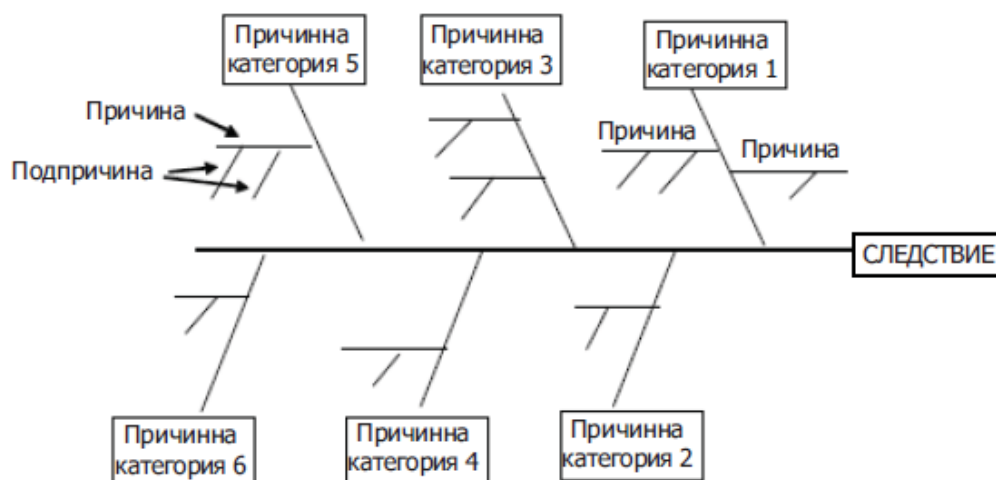 Причинна
категория 5
Причинна
категория 3
Причинна
категория 1
Причина
Подпричина
Причина
Причина
СЛЕДСТВИЕ
Причинна
категория 6
Причинна
категория 4
Причинна
категория 2